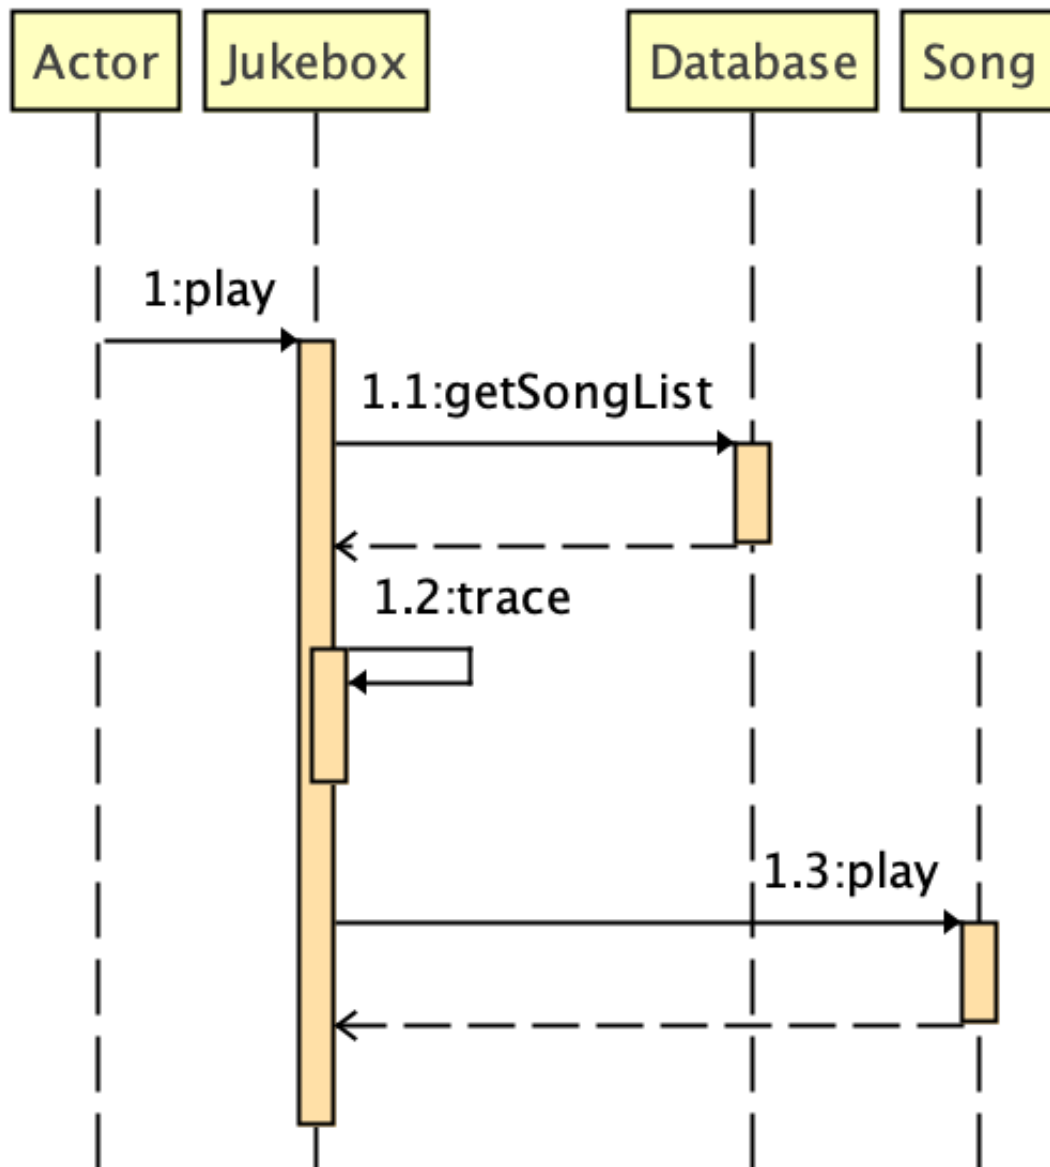 Actor
Jukebox
Database
Song
1:play
1.1:getSongList
1.2:trace
1.3:play